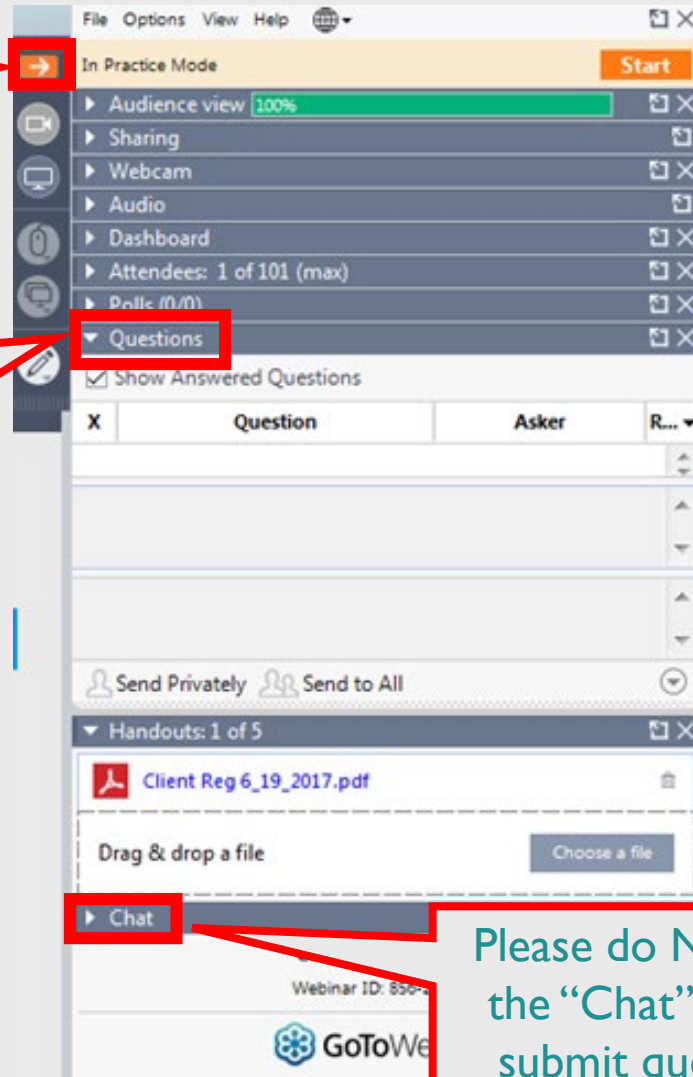 File Options View Help
In Practice Mode Start
Audience view 100%
Sharing
Webcam
Audio
Dashboard
Attendees: 1 of 101 (max)
Polls (0/0)
Questions
Show Answered Questions
X Question Asker R...
Send Privately Send to All
Handouts: 1 of 5
Client Reg 6_19_2017.pdf
Drag & drop a file Choose a file
Chat
Webinar ID: 856-
GoToWe
Please do N
the “Chat”
submit que